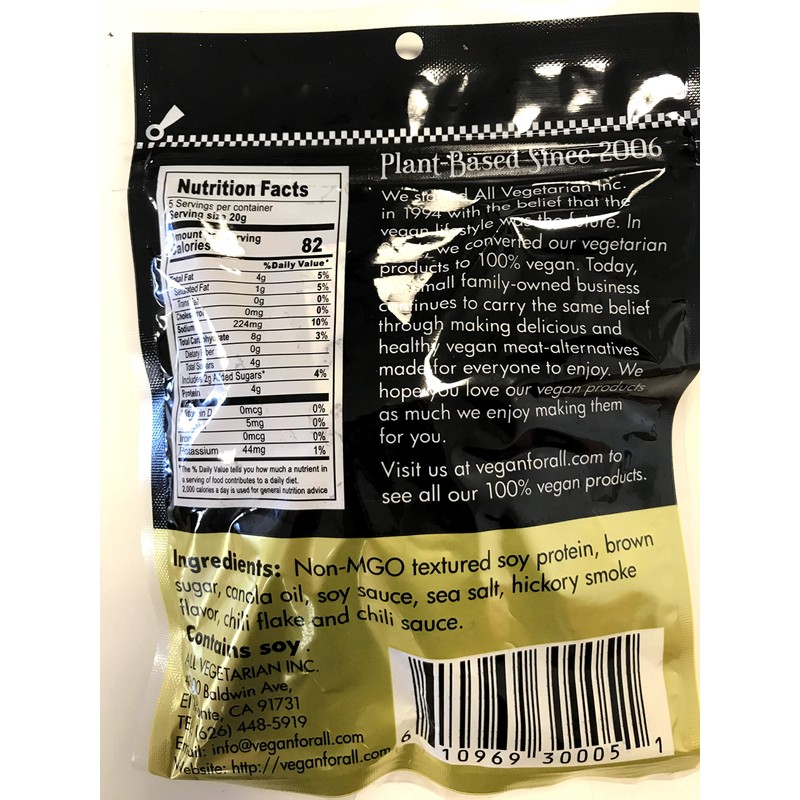 Plant-Based Since 2006
We started All Vegetarian Inc.
in 1994 with the belief that the
vegan lifestyle was the future. In
we converted our vegetarian
products to 100% vegan. Today,
small family-owned business
continues to carry the same belief
through making delicious and
healthy vegan meat-alternatives
made for everyone to enjoy. We
hope you love our vegan products
as much we enjoy making them
for you.
Visit us at veganforall.com to
see all our 100% vegan products.
Nutrition Facts
5 Servings per container
Serving size 20g
Amount per serving
Calories 82
%Daily Value*
Total Fat 4g 5%
Saturated Fat 1g 5%
Trans Fat 0g 0%
Cholesterol 0mg 0%
Sodium 224mg 10%
Total Carbohydrate 8g 3%
Dietary Fiber 0g
Total Sugars 4g
Includes 2g Added Sugars* 4%
Protein 4g
Vitamin D 0mcg 0%
5mg 0%
Iron 0mcg 0%
Potassium 44mg 1%
*The % Daily Value tells you how much a nutrient in
a serving of food contributes to a daily diet.
2,000 calories a day is used for general nutrition advice
Ingredients: Non-MGO textured soy protein, brown
sugar, canola oil, soy sauce, sea salt, hickory smoke
flavor, chili flake and chili sauce.
Contains soy.
ALL VEGETARIAN INC.
Baldwin Ave,
El Monte, CA 91731
TEL (626) 448-5919
Email: info@veganforall.com
Website: http://veganforall.com
6 10969 30005 1